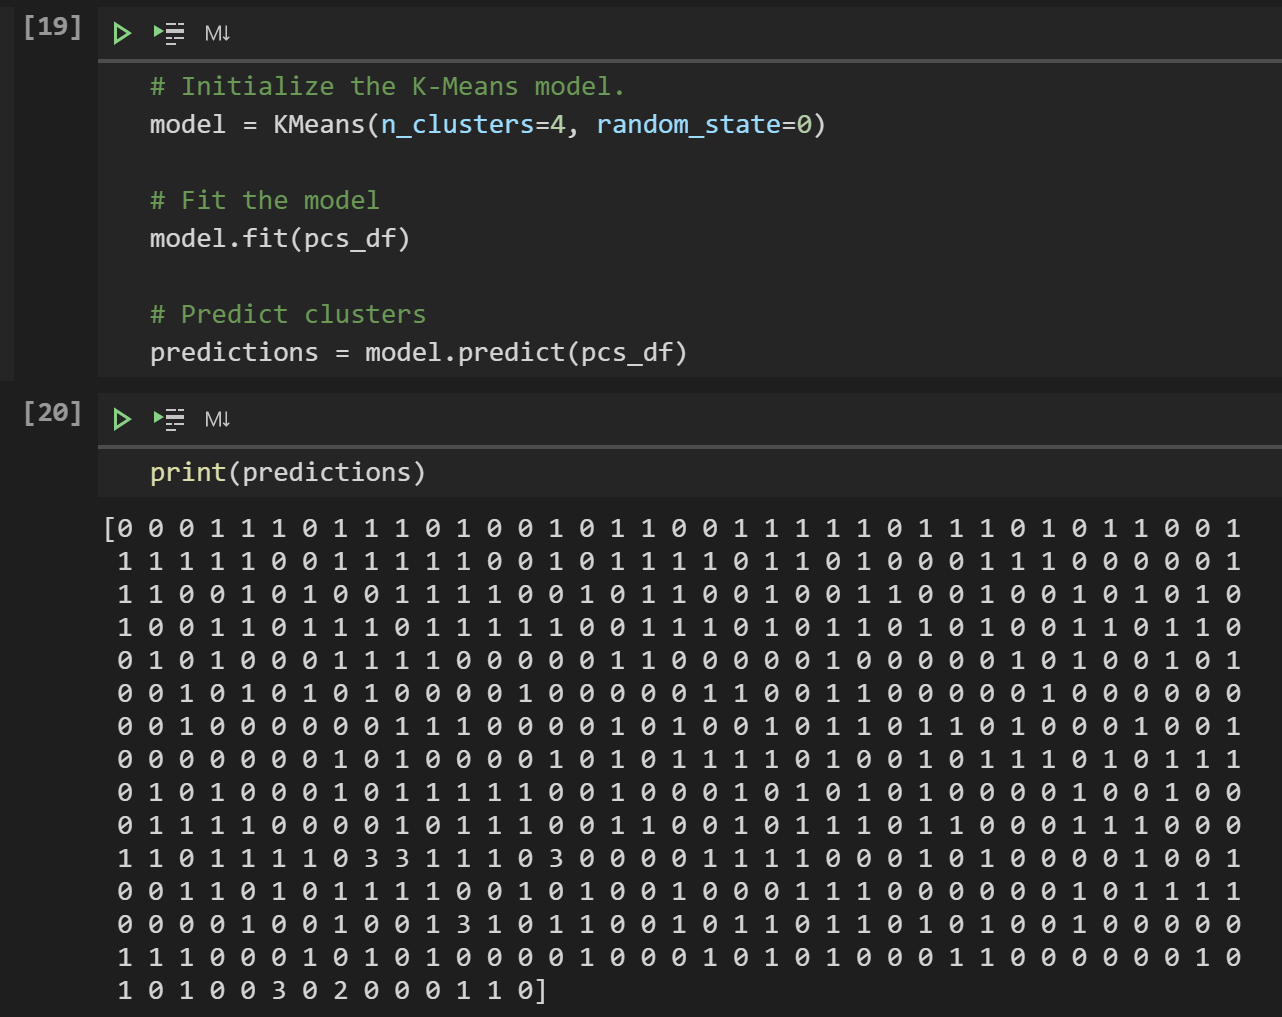 [19]
M↓
# Initialize the K-Means model.
model = KMeans(n_clusters=4, random_state=0)
# Fit the model
model.fit(pcs_df)
# Predict clusters
predictions = model.predict(pcs_df)
[20]
M↓
print(predictions)
[0 0 0 1 1 1 0 1 1 1 0 1 0 0 1 0 1 1 0 0 1 1 1 1 1 0 1 1 1 0 1 0 1 1 0 0 1
1 1 1 1 1 0 0 1 1 1 1 1 0 0 1 0 1 1 1 1 0 1 1 0 1 0 0 0 1 1 1 0 0 0 0 0 1
1 1 0 0 1 0 1 0 0 1 1 1 1 0 0 1 0 1 1 0 0 1 0 0 1 1 0 0 1 0 0 1 0 1 0 1 0
1 0 0 1 1 0 1 1 1 0 1 1 1 1 1 0 0 1 1 1 0 1 0 1 1 0 1 0 1 0 0 1 1 0 1 1 0
0 1 0 1 0 0 0 1 1 1 1 0 0 0 0 0 1 1 0 0 0 0 0 1 0 0 0 0 0 1 0 1 0 0 1 0 1
0 0 1 0 1 0 1 0 1 0 0 0 0 1 0 0 0 0 0 1 1 0 0 1 1 0 0 0 0 0 1 0 0 0 0 0 0
0 0 1 0 0 0 0 0 0 1 1 1 0 0 0 0 1 0 1 0 0 1 0 1 1 0 1 1 0 1 0 0 0 1 0 0 1
0 0 0 0 0 0 0 1 0 1 0 0 0 0 1 0 1 0 1 1 1 1 0 1 0 0 1 0 1 1 1 0 1 0 1 1 1
0 1 0 1 0 0 0 1 0 1 1 1 1 1 0 0 1 0 0 0 1 0 1 0 1 0 1 0 0 0 0 1 0 0 1 0 0
0 1 1 1 1 0 0 0 0 1 0 1 1 1 0 0 1 1 0 0 1 0 1 1 1 0 1 1 0 0 0 1 1 1 0 0 0
1 1 0 1 1 1 1 0 3 3 1 1 1 0 3 0 0 0 0 1 1 1 1 0 0 0 1 0 1 0 0 0 0 1 0 0 1
0 0 1 1 0 1 0 1 1 1 1 0 0 1 0 1 0 0 1 0 0 0 1 1 1 0 0 0 0 0 0 1 0 1 1 1 1
0 0 0 0 1 0 0 1 0 0 1 3 1 0 1 1 0 0 1 0 1 1 0 1 1 0 1 0 1 0 0 1 0 0 0 0 0
1 1 1 0 0 0 1 0 1 0 1 0 0 0 0 1 0 0 0 1 0 1 0 1 0 0 0 1 1 0 0 0 0 0 0 1 0
1 0 1 0 0 3 0 2 0 0 0 1 1 0]